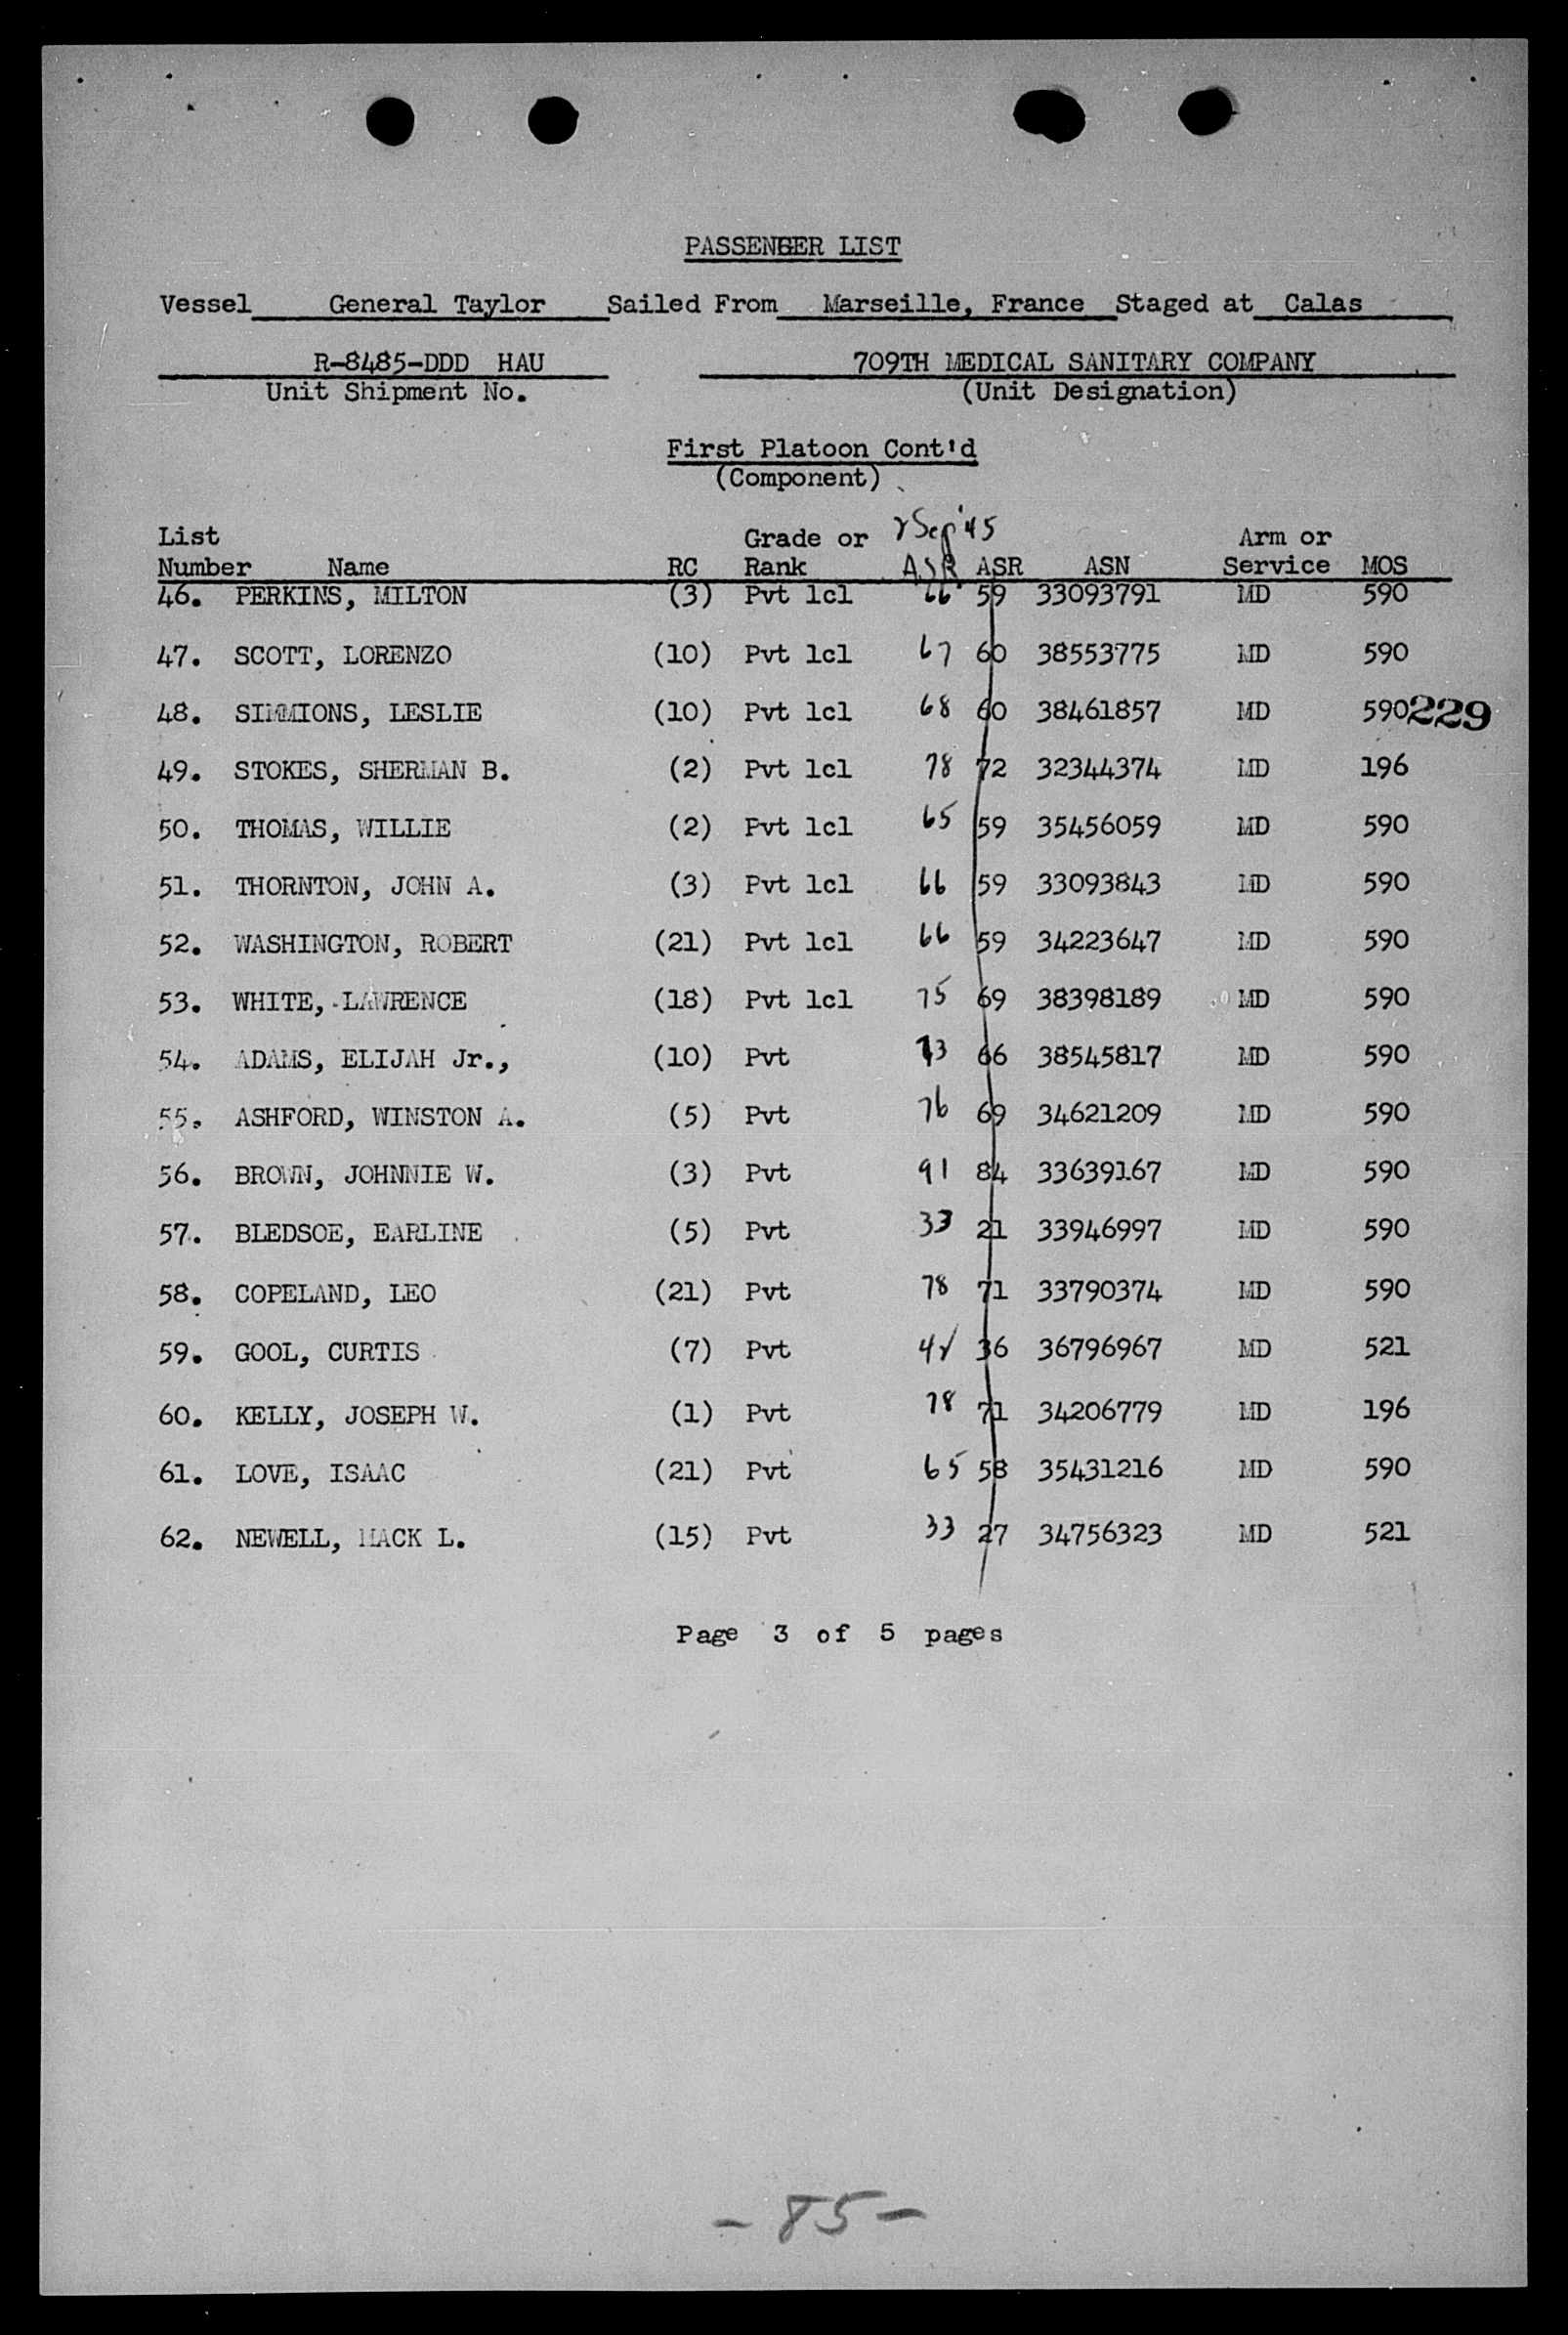 PASSENGER LIST
Vessel General Taylor Sailed From Marseille, France Staged at Calas
R-8485-DDD HAU 709TH MEDICAL SANITARY COMPANY
Unit Shipment No. (Unit Designation)
First Platoon Cont'd
(Component)
List Grade or 2 Sep '45 Arm or
Number Name RC Rank ASR ASR ASN Service MOS
46. PERKINS, MILTON (3) Pvt 1cl 66 59 33093791 MD 590
47. SCOTT, LORENZO (10) Pvt 1cl 67 60 38553775 MD 590
48. SIMMIONS, LESLIE (10) Pvt 1cl 68 60 38461857 MD 590 229
49. STOKES, SHERMAN B. (2) Pvt 1cl 78 72 32344374 MD 196
50. THOMAS, WILLIE (2) Pvt 1cl 65 59 35456059 MD 590
51. THORNTON, JOHN A. (3) Pvt 1cl 66 59 33093843 MD 590
52. WASHINGTON, ROBERT (21) Pvt 1cl 66 59 34223647 MD 590
53. WHITE, LAWRENCE (18) Pvt 1cl 75 69 38398189 MD 590
54. ADAMS, ELIJAH Jr., (10) Pvt 73 66 38545817 MD 590
55. ASHFORD, WINSTON A. (5) Pvt 76 69 34621209 MD 590
56. BROWN, JOHNNIE W. (3) Pvt 91 84 33639167 MD 590
57. BLEDSOE, EARLINE (5) Pvt 33 21 33946997 MD 590
58. COPELAND, LEO (21) Pvt 78 71 33790374 MD 590
59. GOOL, CURTIS (7) Pvt 42 36 36796967 MD 521
60. KELLY, JOSEPH W. (1) Pvt 78 71 34206779 MD 196
61. LOVE, ISAAC (21) Pvt 65 58 35431216 MD 590
62. NEWELL, MACK L. (15) Pvt 33 27 34756323 MD 521
Page 3 of 5 pages
- 85 -